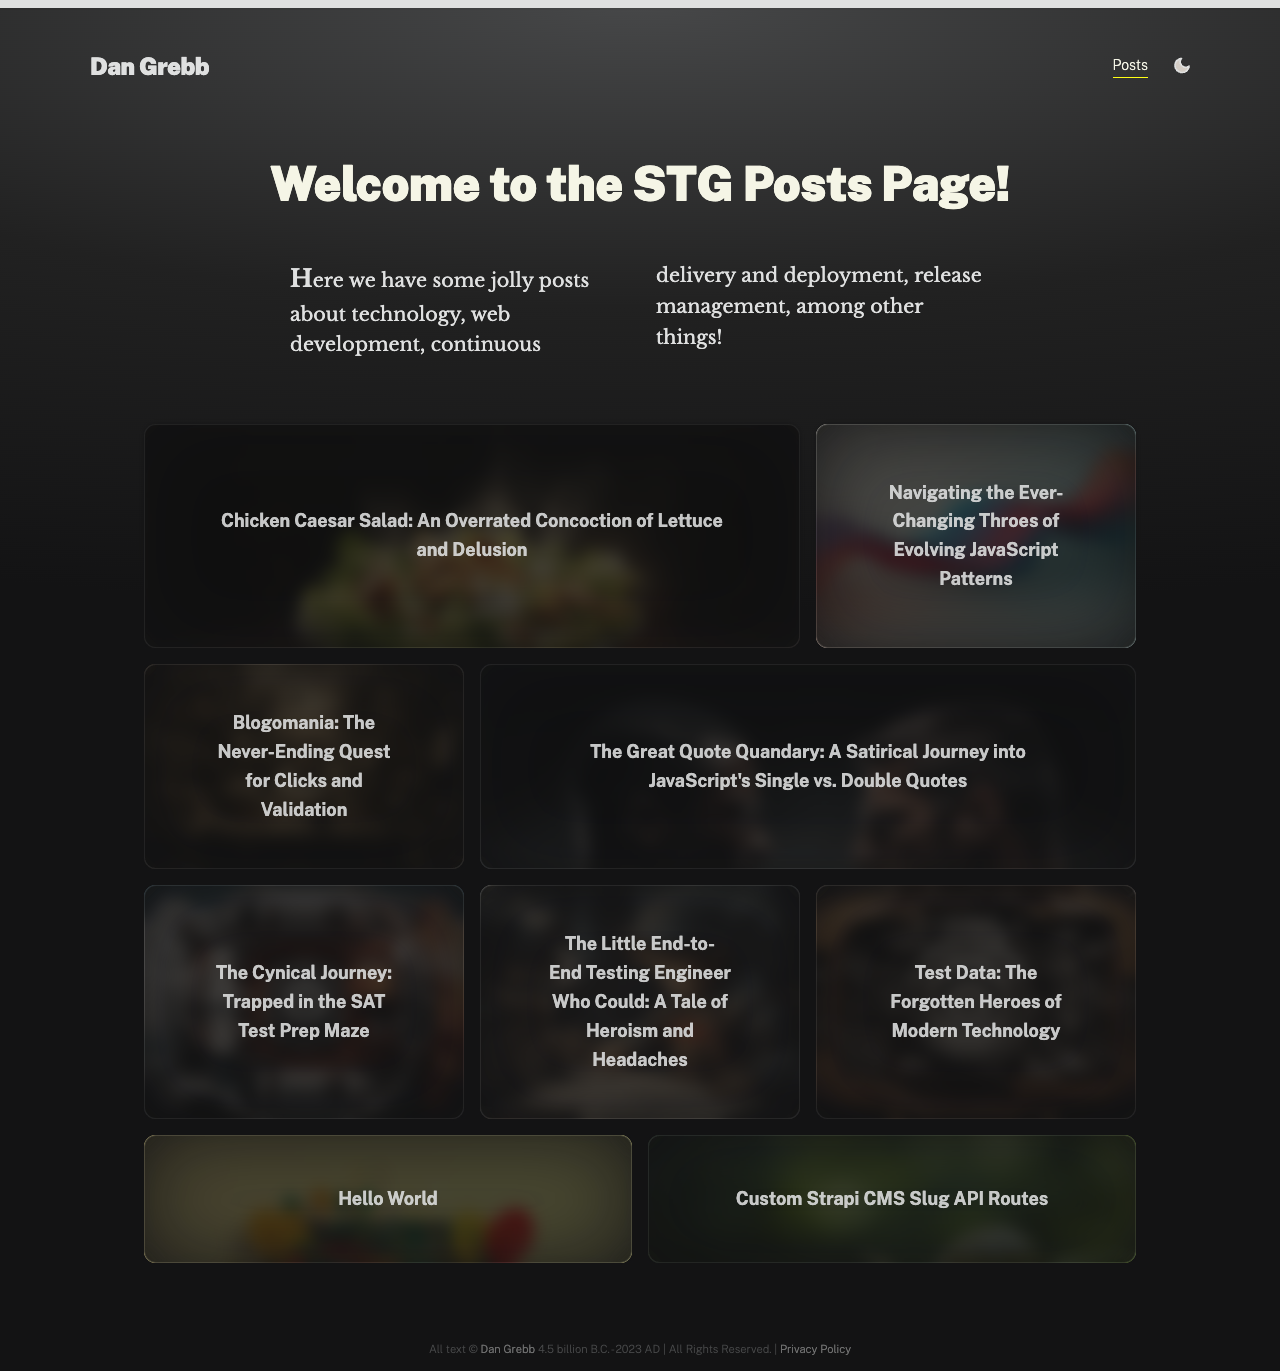 Dan Grebb
Posts
Welcome to the STG Posts Page!
Here we have some jolly posts
about technology, web
development, continuous
delivery and deployment, release
management, among other
things!
Chicken Caesar Salad: An Overrated Concoction of Lettuce
and Delusion
Navigating the Ever-
Changing Throes of
Evolving JavaScript
Patterns
Blogomania: The
Never-Ending Quest
for Clicks and
Validation
The Great Quote Quandary: A Satirical Journey into
JavaScript's Single vs. Double Quotes
The Cynical Journey:
Trapped in the SAT
Test Prep Maze
The Little End-to-
End Testing Engineer
Who Could: A Tale of
Heroism and
Headaches
Test Data: The
Forgotten Heroes of
Modern Technology
Hello World
Custom Strapi CMS Slug API Routes
All text © Dan Grebb 4.5 billion B.C.-2023 AD | All Rights Reserved. | Privacy Policy